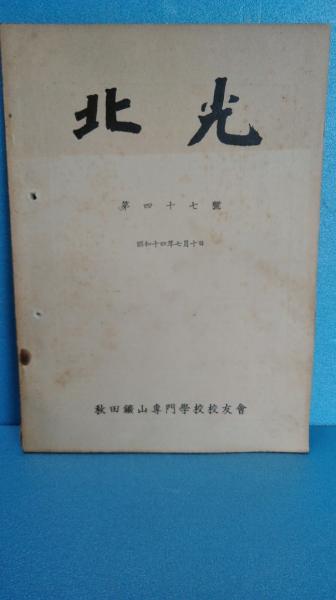 北光
第四十七號
昭和十四年七月十日
秋田鑛山專門學校校友會